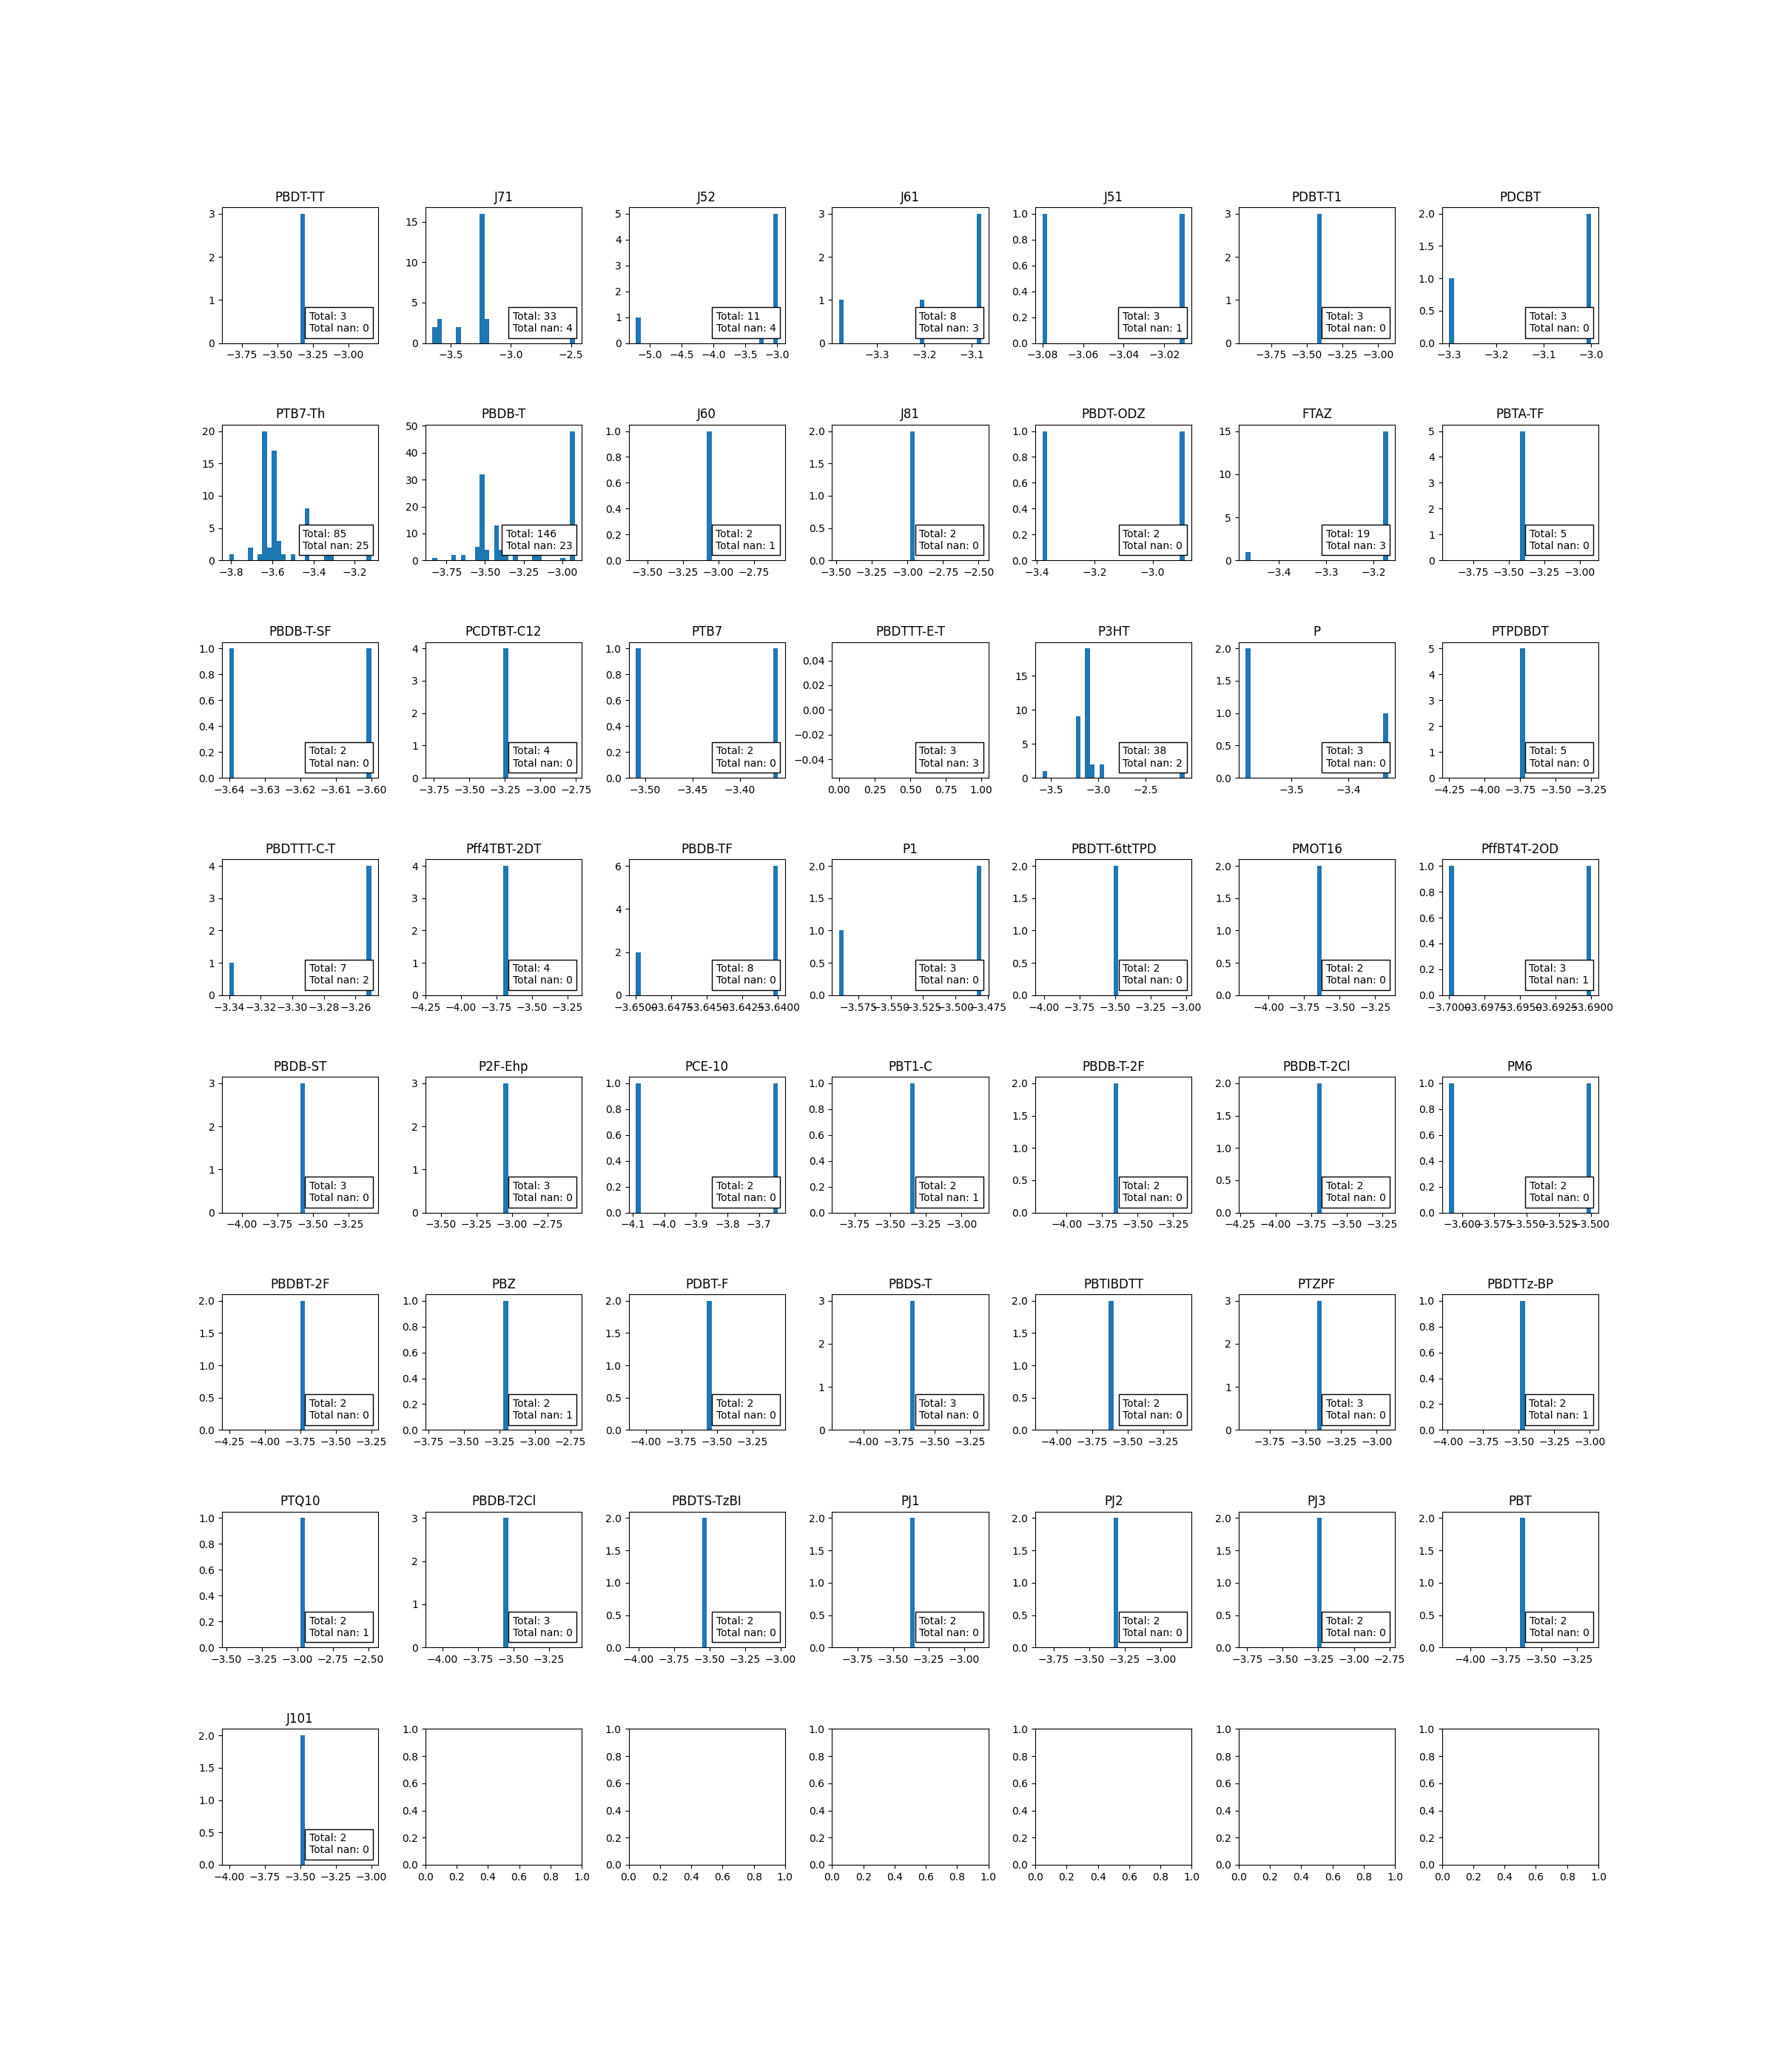 PBDT-TT
3
2
1
0
Total: 3
Total nan: 0
−3.75 −3.50 −3.25 −3.00
J71
15
10
5
0
Total: 33
Total nan: 4
−3.5 −3.0 −2.5
J52
5
4
3
2
1
0
Total: 11
Total nan: 4
−5.0 −4.5 −4.0 −3.5 −3.0
J61
3
2
1
0
Total: 8
Total nan: 3
−3.3 −3.2 −3.1
J51
1.0
0.8
0.6
0.4
0.2
0.0
Total: 3
Total nan: 1
−3.08 −3.06 −3.04 −3.02
PDBT-T1
3
2
1
0
Total: 3
Total nan: 0
−3.75 −3.50 −3.25 −3.00
PDCBT
2.0
1.5
1.0
0.5
0.0
Total: 3
Total nan: 0
−3.3 −3.2 −3.1 −3.0
PTB7-Th
20
15
10
5
0
Total: 85
Total nan: 25
−3.8 −3.6 −3.4 −3.2
PBDB-T
50
40
30
20
10
0
Total: 146
Total nan: 23
−3.75 −3.50 −3.25 −3.00
J60
1.0
0.8
0.6
0.4
0.2
0.0
Total: 2
Total nan: 1
−3.50 −3.25 −3.00 −2.75
J81
2.0
1.5
1.0
0.5
0.0
Total: 2
Total nan: 0
−3.50 −3.25 −3.00 −2.75 −2.50
PBDT-ODZ
1.0
0.8
0.6
0.4
0.2
0.0
Total: 2
Total nan: 0
−3.4 −3.2 −3.0
FTAZ
15
10
5
0
Total: 19
Total nan: 3
−3.4 −3.3 −3.2
PBTA-TF
5
4
3
2
1
0
Total: 5
Total nan: 0
−3.75 −3.50 −3.25 −3.00
PBDB-T-SF
1.0
0.8
0.6
0.4
0.2
0.0
Total: 2
Total nan: 0
−3.64 −3.63 −3.62 −3.61 −3.60
PCDTBT-C12
4
3
2
1
0
Total: 4
Total nan: 0
−3.75 −3.50 −3.25 −3.00 −2.75
PTB7
1.0
0.8
0.6
0.4
0.2
0.0
Total: 2
Total nan: 0
−3.50 −3.45 −3.40
PBDTTT-E-T
0.04
0.02
0.00
−0.02
−0.04
Total: 3
Total nan: 3
0.00 0.25 0.50 0.75 1.00
P3HT
15
10
5
0
Total: 38
Total nan: 2
−3.5 −3.0 −2.5
P
2.0
1.5
1.0
0.5
0.0
Total: 3
Total nan: 0
−3.5 −3.4
PTPDBDT
5
4
3
2
1
0
Total: 5
Total nan: 0
−4.25 −4.00 −3.75 −3.50 −3.25
PBDTTT-C-T
4
3
2
1
0
Total: 7
Total nan: 2
−3.34 −3.32 −3.30 −3.28 −3.26
Pff4TBT-2DT
4
3
2
1
0
Total: 4
Total nan: 0
−4.25 −4.00 −3.75 −3.50 −3.25
PBDB-TF
6
4
2
0
Total: 8
Total nan: 0
−3.6500 −3.6475 −3.6450 −3.6425 −3.6400
P1
2.0
1.5
1.0
0.5
0.0
Total: 3
Total nan: 0
−3.575 −3.550 −3.525 −3.500 −3.475
PBDTT-6ttTPD
2.0
1.5
1.0
0.5
0.0
Total: 2
Total nan: 0
−4.00 −3.75 −3.50 −3.25 −3.00
PMOT16
2.0
1.5
1.0
0.5
0.0
Total: 2
Total nan: 0
−4.00 −3.75 −3.50 −3.25
PffBT4T-2OD
1.0
0.8
0.6
0.4
0.2
0.0
Total: 3
Total nan: 1
−3.7000 −3.6975 −3.6950 −3.6925 −3.6900
PBDB-ST
3
2
1
0
Total: 3
Total nan: 0
−4.00 −3.75 −3.50 −3.25
P2F-Ehp
3
2
1
0
Total: 3
Total nan: 0
−3.50 −3.25 −3.00 −2.75
PCE-10
1.0
0.8
0.6
0.4
0.2
0.0
Total: 2
Total nan: 0
−4.1 −4.0 −3.9 −3.8 −3.7
PBT1-C
1.0
0.8
0.6
0.4
0.2
0.0
Total: 2
Total nan: 1
−3.75 −3.50 −3.25 −3.00
PBDB-T-2F
2.0
1.5
1.0
0.5
0.0
Total: 2
Total nan: 0
−4.00 −3.75 −3.50 −3.25
PBDB-T-2Cl
2.0
1.5
1.0
0.5
0.0
Total: 2
Total nan: 0
−4.25 −4.00 −3.75 −3.50 −3.25
PM6
1.0
0.8
0.6
0.4
0.2
0.0
Total: 2
Total nan: 0
−3.600 −3.575 −3.550 −3.525 −3.500
PBDBT-2F
2.0
1.5
1.0
0.5
0.0
Total: 2
Total nan: 0
−4.25 −4.00 −3.75 −3.50 −3.25
PBZ
1.0
0.8
0.6
0.4
0.2
0.0
Total: 2
Total nan: 1
−3.75 −3.50 −3.25 −3.00 −2.75
PDBT-F
2.0
1.5
1.0
0.5
0.0
Total: 2
Total nan: 0
−4.00 −3.75 −3.50 −3.25
PBDS-T
3
2
1
0
Total: 3
Total nan: 0
−4.00 −3.75 −3.50 −3.25
PBTIBDTT
2.0
1.5
1.0
0.5
0.0
Total: 2
Total nan: 0
−4.00 −3.75 −3.50 −3.25
PTZPF
3
2
1
0
Total: 3
Total nan: 0
−3.75 −3.50 −3.25 −3.00
PBDTTz-BP
1.0
0.8
0.6
0.4
0.2
0.0
Total: 2
Total nan: 1
−4.00 −3.75 −3.50 −3.25 −3.00
PTQ10
1.0
0.8
0.6
0.4
0.2
0.0
Total: 2
Total nan: 1
−3.50 −3.25 −3.00 −2.75 −2.50
PBDB-T2Cl
3
2
1
0
Total: 3
Total nan: 0
−4.00 −3.75 −3.50 −3.25
PBDTS-TzBI
2.0
1.5
1.0
0.5
0.0
Total: 2
Total nan: 0
−4.00 −3.75 −3.50 −3.25 −3.00
PJ1
2.0
1.5
1.0
0.5
0.0
Total: 2
Total nan: 0
−3.75 −3.50 −3.25 −3.00
PJ2
2.0
1.5
1.0
0.5
0.0
Total: 2
Total nan: 0
−3.75 −3.50 −3.25 −3.00
PJ3
2.0
1.5
1.0
0.5
0.0
Total: 2
Total nan: 0
−3.75 −3.50 −3.25 −3.00 −2.75
PBT
2.0
1.5
1.0
0.5
0.0
Total: 2
Total nan: 0
−4.00 −3.75 −3.50 −3.25
J101
2.0
1.5
1.0
0.5
0.0
Total: 2
Total nan: 0
−4.00 −3.75 −3.50 −3.25 −3.00
1.0
0.8
0.6
0.4
0.2
0.0
0.0 0.2 0.4 0.6 0.8 1.0
1.0
0.8
0.6
0.4
0.2
0.0
0.0 0.2 0.4 0.6 0.8 1.0
1.0
0.8
0.6
0.4
0.2
0.0
0.0 0.2 0.4 0.6 0.8 1.0
1.0
0.8
0.6
0.4
0.2
0.0
0.0 0.2 0.4 0.6 0.8 1.0
1.0
0.8
0.6
0.4
0.2
0.0
0.0 0.2 0.4 0.6 0.8 1.0
1.0
0.8
0.6
0.4
0.2
0.0
0.0 0.2 0.4 0.6 0.8 1.0